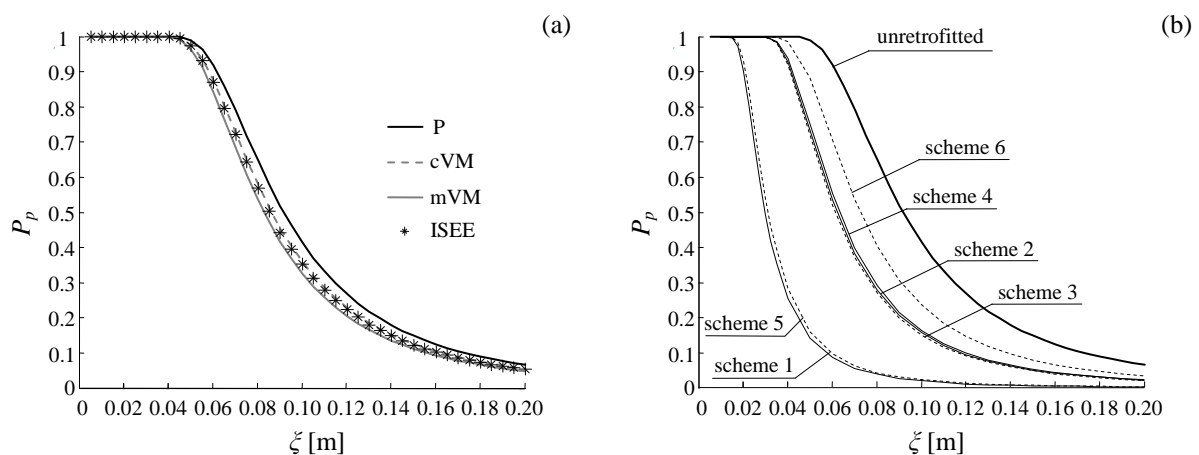 (a)
1
0.9
0.8
0.7
0.6
0.5
0.4
0.3
0.2
0.1
0
P_p
P
cVM
mVM
ISEE
0 0.02 0.04 0.06 0.08 0.10 0.12 0.14 0.16 0.18 0.20
ξ [m]
(b)
1
0.9
0.8
0.7
0.6
0.5
0.4
0.3
0.2
0.1
0
P_p
unretrofitted
scheme 6
scheme 4
scheme 2
scheme 3
scheme 5
scheme 1
0 0.02 0.04 0.06 0.08 0.10 0.12 0.14 0.16 0.18 0.20
ξ [m]